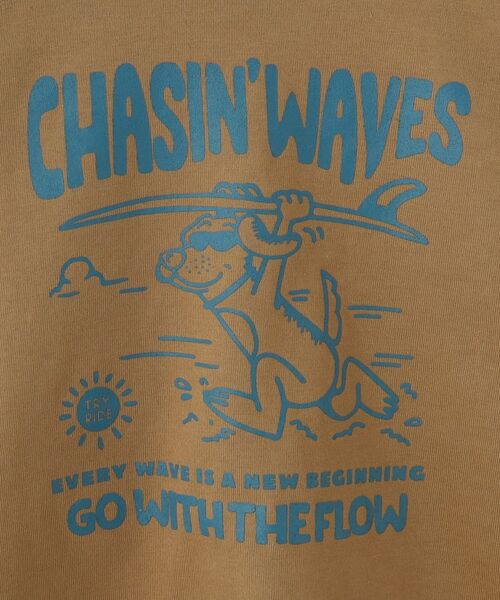 CHASIN' WAVES
TRY
RIDE
EVERY WAVE IS A NEW BEGINNING
GO WITH THE FLOW